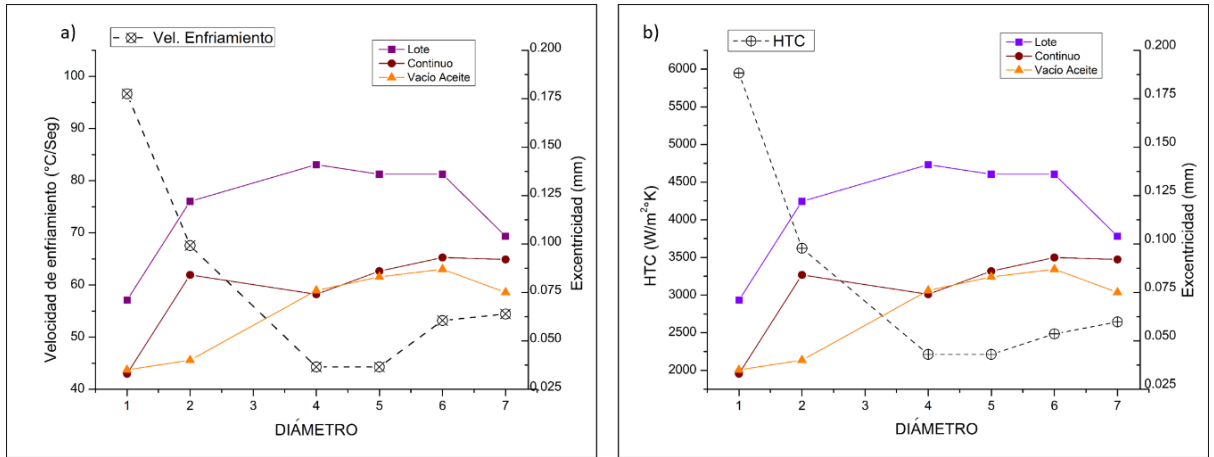 a)
Vel. Enfriamiento
Lote
Continuo
Vacío Aceite
Velocidad de enfriamiento (°C/Seg)
100
90
80
70
60
50
40
Excentricidad (mm)
0.200
0.175
0.150
0.125
0.100
0.075
0.050
0.025
1 2 3 4 5 6 7
DIÁMETRO
b)
HTC
Lote
Continuo
Vacío Aceite
HTC (W/m²°K)
6000
5500
5000
4750
4500
4000
3500
3000
2500
2000
Excentricidad (mm)
0.200
0.175
0.150
0.125
0.100
0.075
0.050
0.025
1 2 3 4 5 6 7
DIÁMETRO